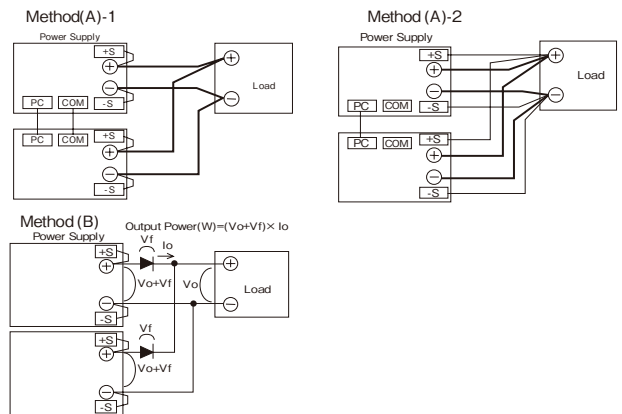 Method(A)-1
Power Supply
+S
+
−
-S
PC COM
PC COM
+S
+
−
-S
+
−
Load
Method (A)-2
Power Supply
+S
+
−
-S
PC COM
PC COM
+S
+
−
-S
+
−
Load
Method (B)
Power Supply
Output Power(W)=(Vo+Vf)× Io
Vf
Io
+S
+
Vo+Vf
Vo
−
-S
+
−
Load
Vf
+S
+
Vo+Vf
−
-S